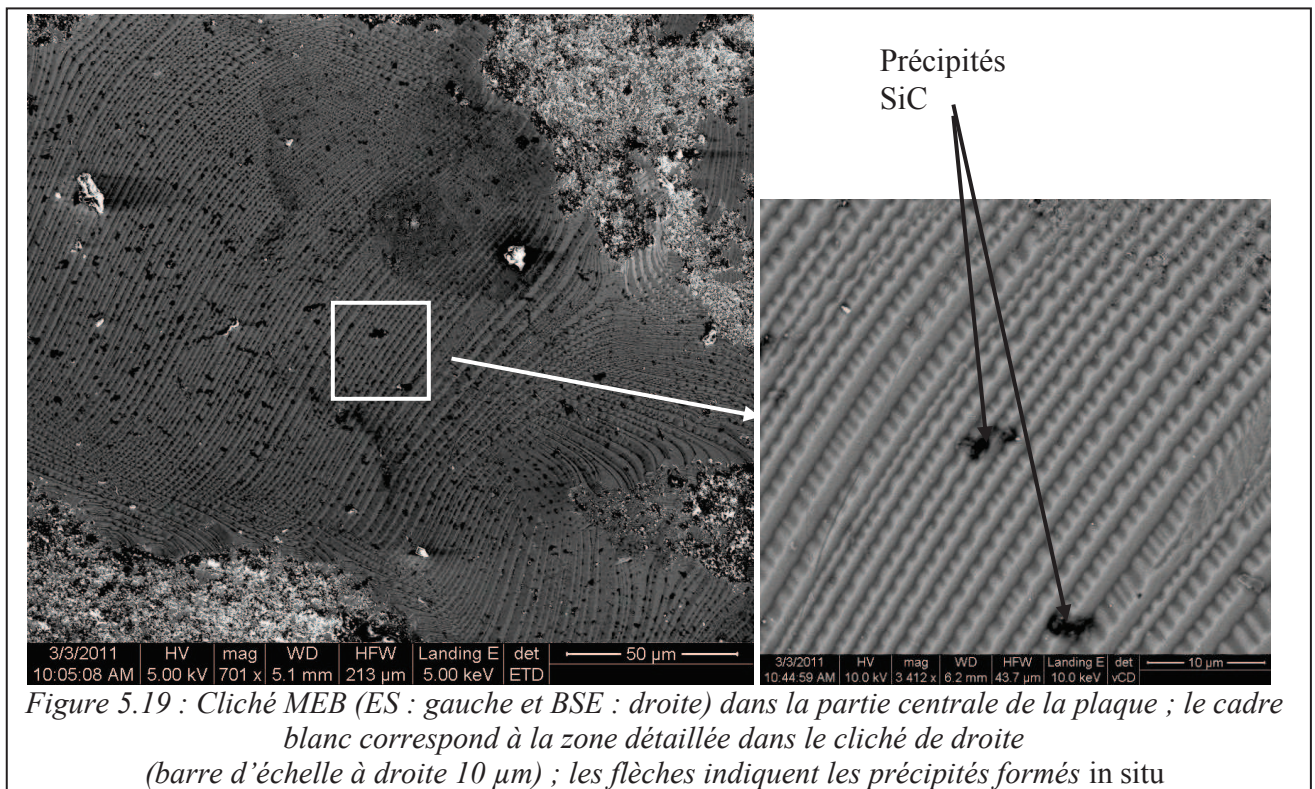 Précipités
SiC
3/3/2011 HV mag WD HFW Landing E det 50 µm
10:05:08 AM 5.00 kV 701 x 5.1 mm 213 µm 5.00 keV ETD
3/3/2011 HV mag WD HFW Landing E det 10 µm
10:44:59 AM 10.0 kV 3 412 x 6.2 mm 43.7 µm 10.0 keV vCD
Figure 5.19 : Cliché MEB (ES : gauche et BSE : droite) dans la partie centrale de la plaque ; le cadre
blanc correspond à la zone détaillée dans le cliché de droite
(barre d'échelle à droite 10 µm) ; les flèches indiquent les précipités formés in situ